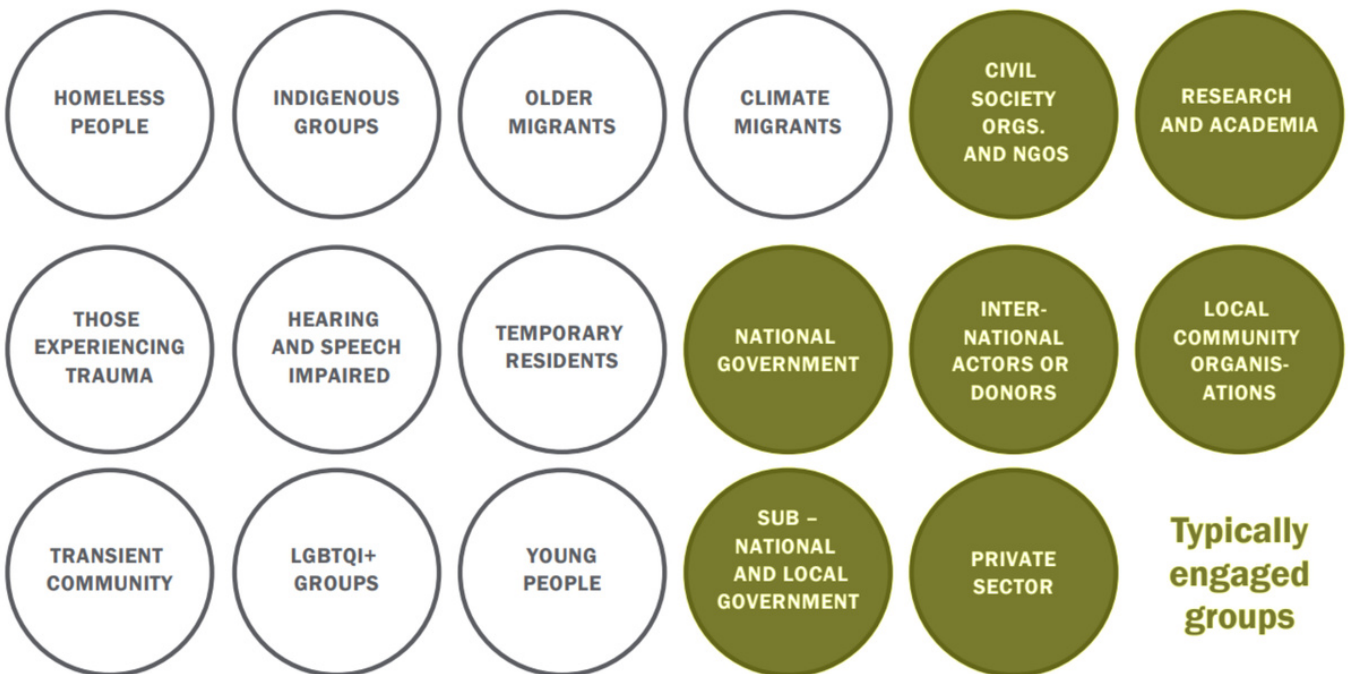 HOMELESS
PEOPLE
INDIGENOUS
GROUPS
OLDER
MIGRANTS
CLIMATE
MIGRANTS
CIVIL
SOCIETY
ORGS.
AND NGOS
RESEARCH
AND ACADEMIA
THOSE
EXPERIENCING
TRAUMA
HEARING
AND SPEECH
IMPAIRED
TEMPORARY
RESIDENTS
NATIONAL
GOVERNMENT
INTER-
NATIONAL
ACTORS OR
DONORS
LOCAL
COMMUNITY
ORGANIS-
ATIONS
TRANSIENT
COMMUNITY
LGBTQI+
GROUPS
YOUNG
PEOPLE
SUB –
NATIONAL
AND LOCAL
GOVERNMENT
PRIVATE
SECTOR
Typically
engaged
groups